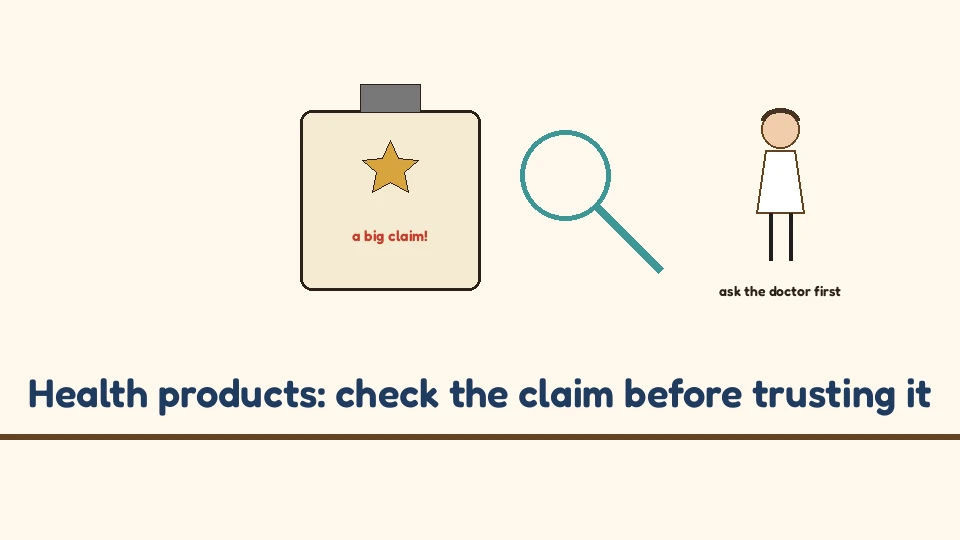 a big claim!
ask the doctor first
Health products: check the claim before trusting it